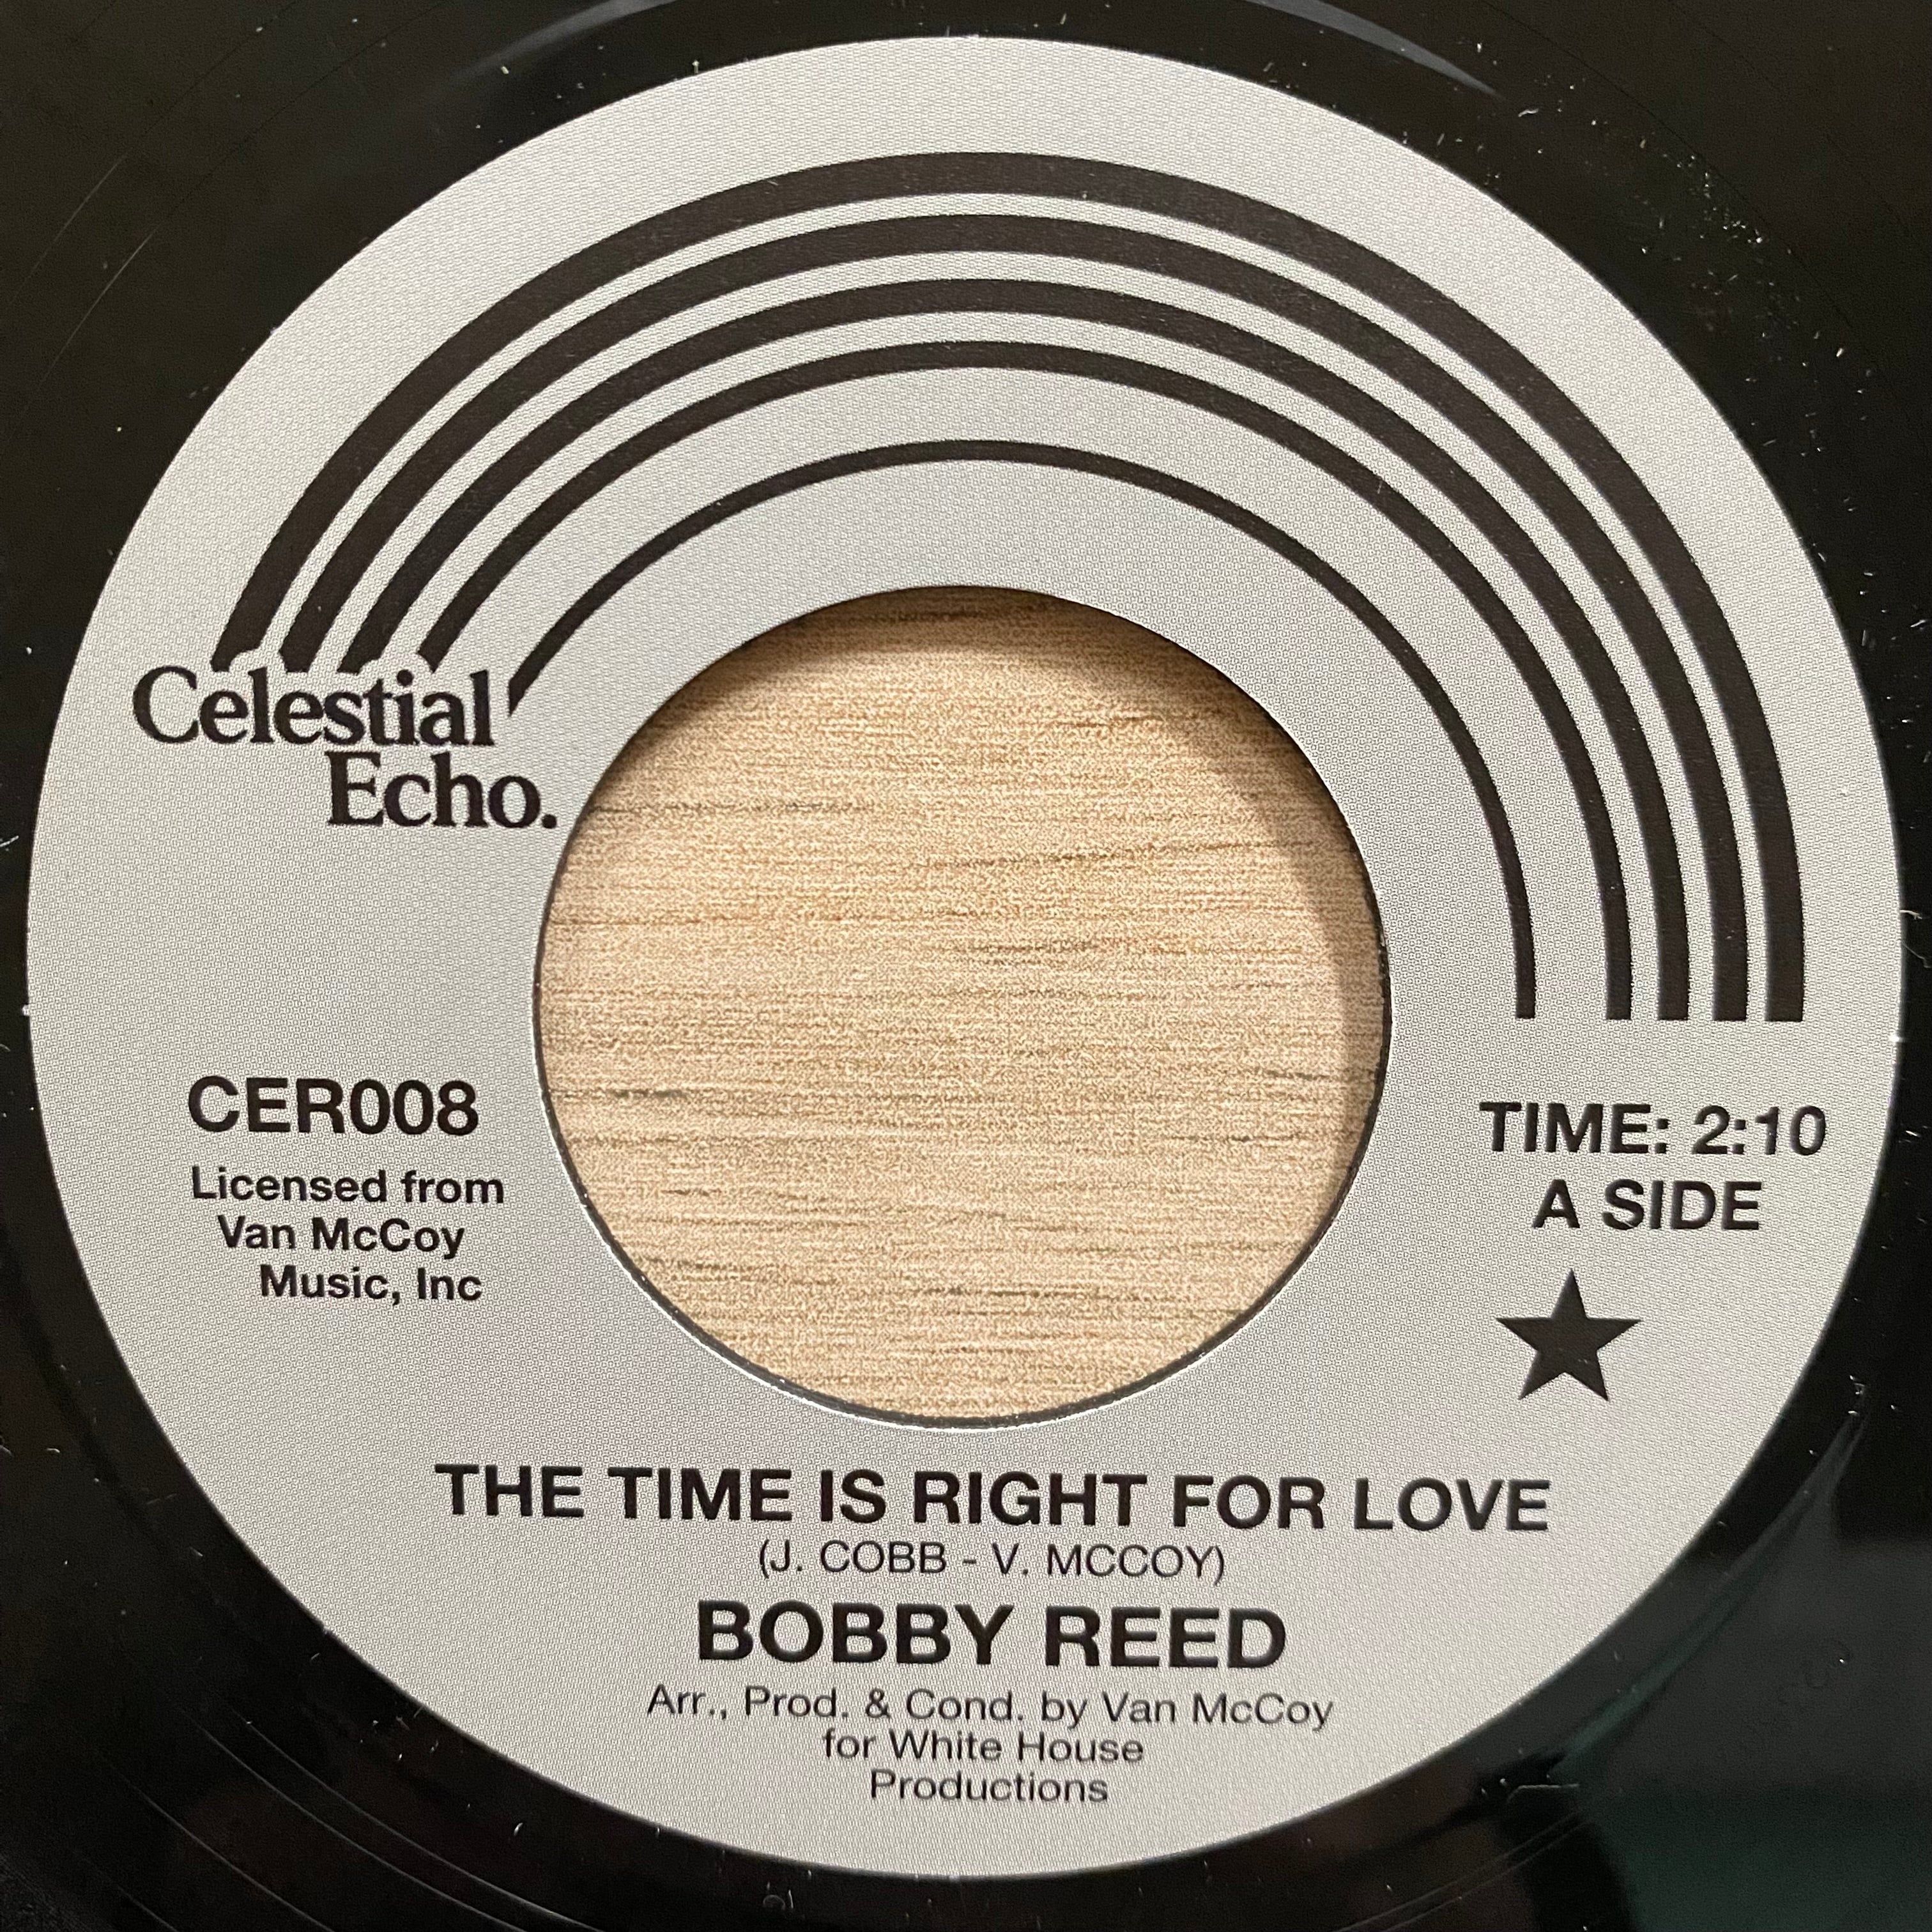 Celestial
Echo.
CER008
Licensed from
Van McCoy
Music, Inc
TIME: 2:10
A SIDE
THE TIME IS RIGHT FOR LOVE
(J. COBB - V. MCCOY)
BOBBY REED
Arr., Prod. & Cond. by Van McCoy
for White House
Productions